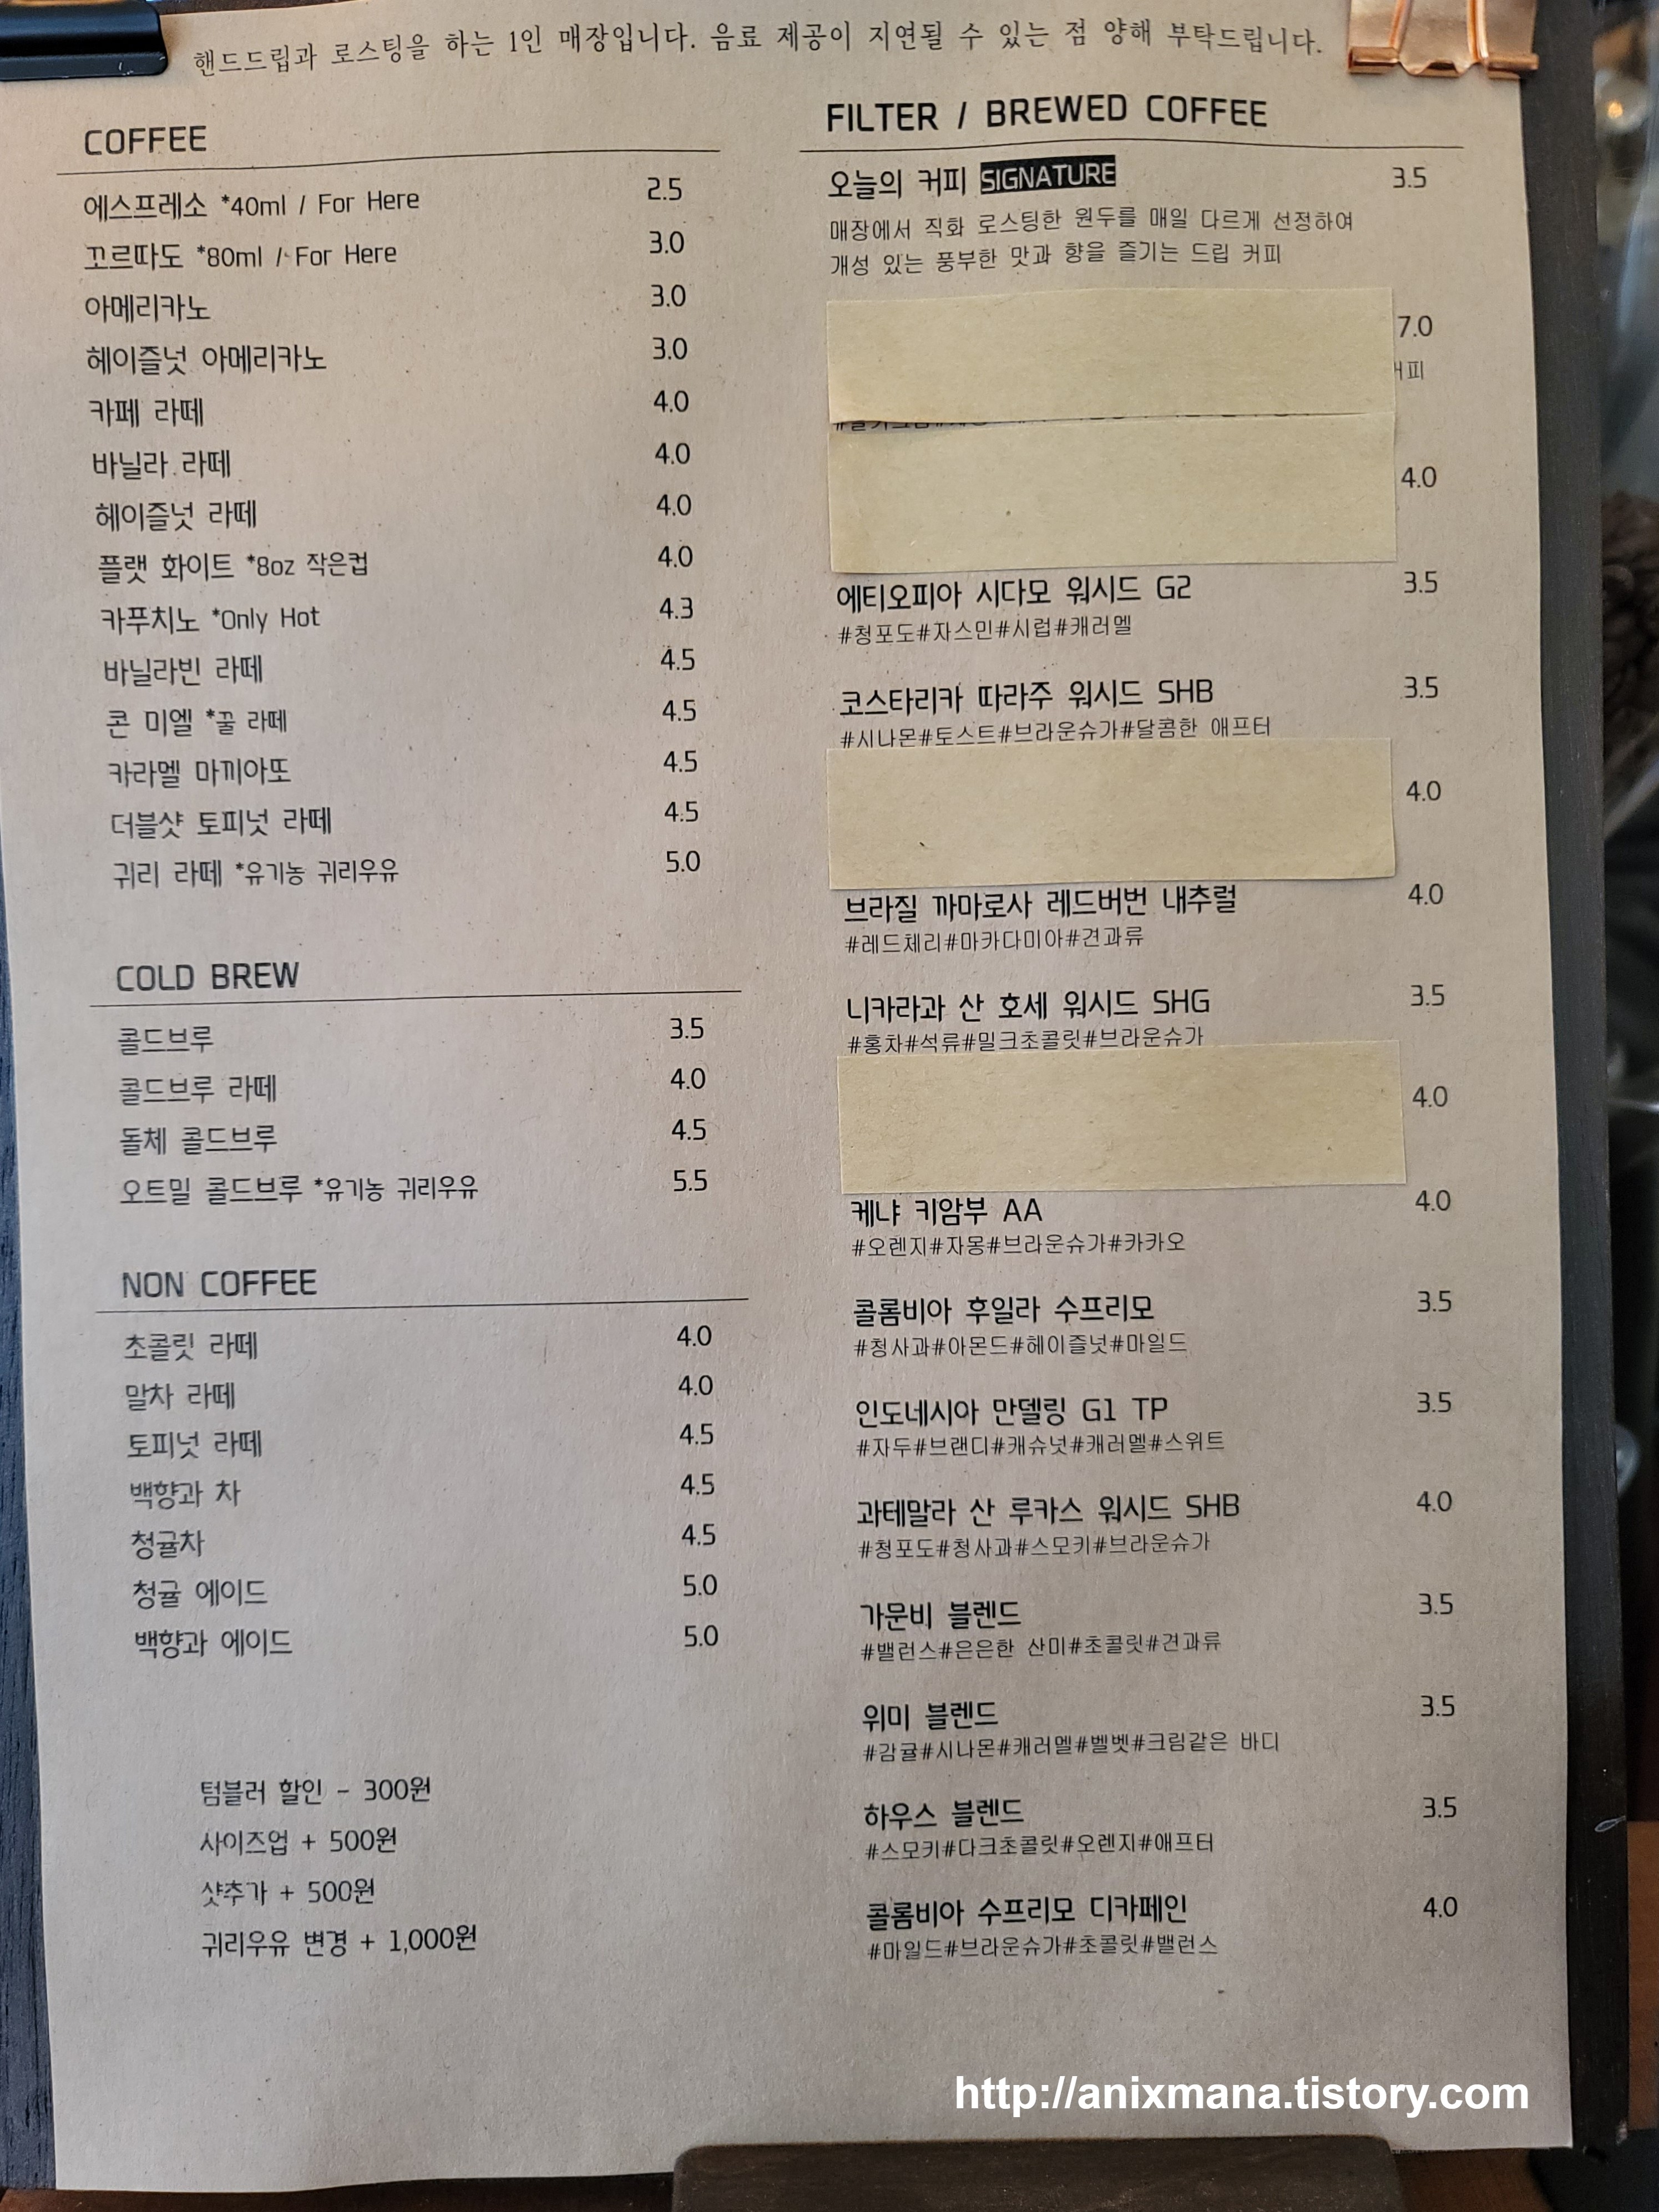 핸드드립과 로스팅을 하는 1인 매장입니다. 음료 제공이 지연될 수 있는 점 양해 부탁드립니다.
COFFEE
에스프레소 *40ml / For Here 2.5
꼬르따도 *80ml / For Here 3.0
아메리카노 3.0
헤이즐넛 아메리카노 3.0
카페 라떼 4.0
바닐라 라떼 4.0
헤이즐넛 라떼 4.0
플랫 화이트 *8oz 작은컵 4.0
카푸치노 *Only Hot 4.3
바닐라빈 라떼 4.5
콘 미엘 *꿀 라떼 4.5
카라멜 마끼아또 4.5
더블샷 토피넛 라떼 4.5
귀리 라떼 *유기농 귀리우유 5.0
COLD BREW
콜드브루 3.5
콜드브루 라떼 4.0
돌체 콜드브루 4.5
오트밀 콜드브루 *유기농 귀리우유 5.5
NON COFFEE
초콜릿 라떼 4.0
말차 라떼 4.0
토피넛 라떼 4.5
백향과 차 4.5
청귤차 4.5
청귤 에이드 5.0
백향과 에이드 5.0
텀블러 할인 - 300원
사이즈업 + 500원
샷추가 + 500원
귀리우유 변경 + 1,000원
FILTER / BREWED COFFEE
오늘의 커피 SIGNATURE 3.5
매장에서 직화 로스팅한 원두를 매일 다르게 선정하여
개성 있는 풍부한 맛과 향을 즐기는 드립 커피
7.0
4.0
에티오피아 시다모 워시드 G2 3.5
#청포도#자스민#시럽#캐러멜
코스타리카 따라주 워시드 SHB 3.5
#시나몬#토스트#브라운슈가#달콤한 애프터
4.0
브라질 까마로사 레드버번 내추럴 4.0
#레드체리#마카다미아#견과류
니카라과 산 호세 워시드 SHG 3.5
#홍차#석류#밀크초콜릿#브라운슈가
4.0
케냐 키암부 AA 4.0
#오렌지#자몽#브라운슈가#카카오
콜롬비아 후일라 수프리모 3.5
#청사과#아몬드#헤이즐넛#마일드
인도네시아 만델링 G1 TP 3.5
#자두#브랜디#캐슈넛#캐러멜#스위트
과테말라 산 루카스 워시드 SHB 4.0
#청포도#청사과#스모키#브라운슈가
가문비 블렌드 3.5
#밸런스#은은한 산미#초콜릿#견과류
위미 블렌드 3.5
#감귤#시나몬#캐러멜#벨벳#크림같은 바디
하우스 블렌드 3.5
#스모키#다크초콜릿#오렌지#애프터
콜롬비아 수프리모 디카페인 4.0
#마일드#브라운슈가#초콜릿#밸런스
http://anixmana.tistory.com